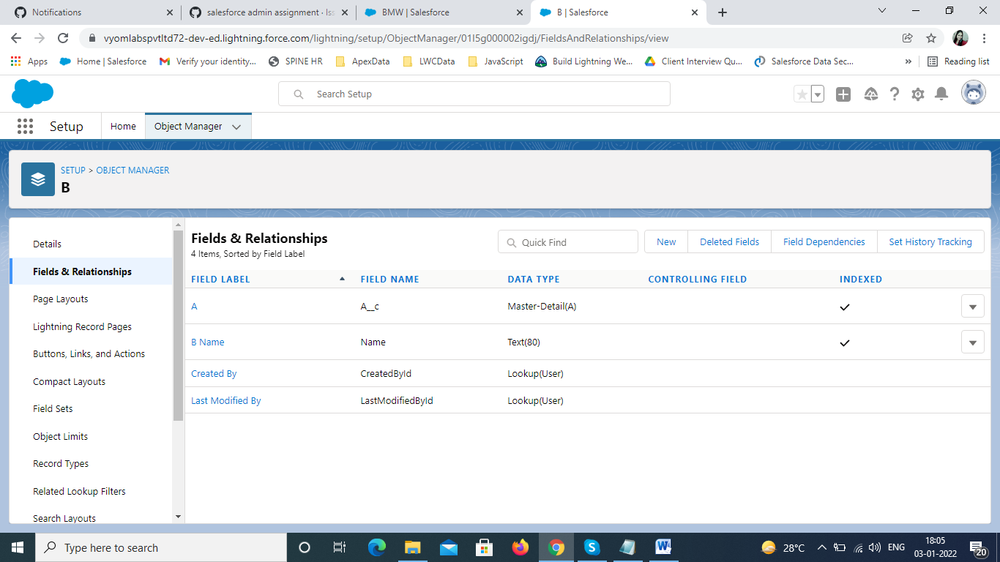 Notifications
salesforce admin assignment · Iss
BMW | Salesforce
B | Salesforce
vyomlabspvtltd72-dev-ed.lightning.force.com/lightning/setup/ObjectManager/01I5g000002igdj/FieldsAndRelationships/view
Apps
Home | Salesforce
Verify your identity...
SPINE HR
ApexData
LWCData
JavaScript
Build Lightning We...
Client Interview Qu...
Salesforce Data Sec...
»
Reading list
Search Setup
Setup
Home
Object Manager
SETUP > OBJECT MANAGER
B
Details
Fields & Relationships
Page Layouts
Lightning Record Pages
Buttons, Links, and Actions
Compact Layouts
Field Sets
Object Limits
Record Types
Related Lookup Filters
Search Layouts
Fields & Relationships
4 Items, Sorted by Field Label
Quick Find
New
Deleted Fields
Field Dependencies
Set History Tracking
FIELD LABEL FIELD NAME DATA TYPE CONTROLLING FIELD INDEXED
A A__c Master-Detail(A)
B Name Name Text(80)
Created By CreatedById Lookup(User)
Last Modified By LastModifiedById Lookup(User)
Type here to search
28°C
ENG
18:05
03-01-2022
20